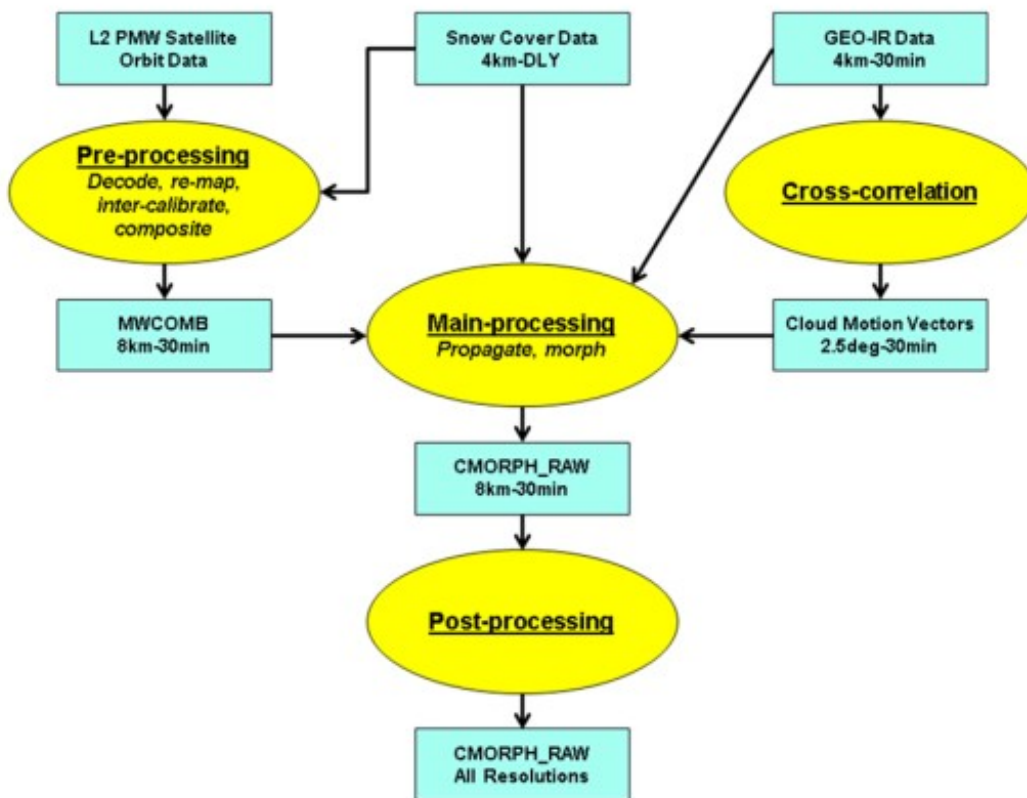 L2 PMW Satellite
Orbit Data
Snow Cover Data
4km-DLY
GEO-IR Data
4km-30min
Pre-processing
Decode, re-map,
inter-calibrate,
composite
Cross-correlation
MWCOMB
8km-30min
Main-processing
Propagate, morph
Cloud Motion Vectors
2.5deg-30min
CMORPH_RAW
8km-30min
Post-processing
CMORPH_RAW
All Resolutions